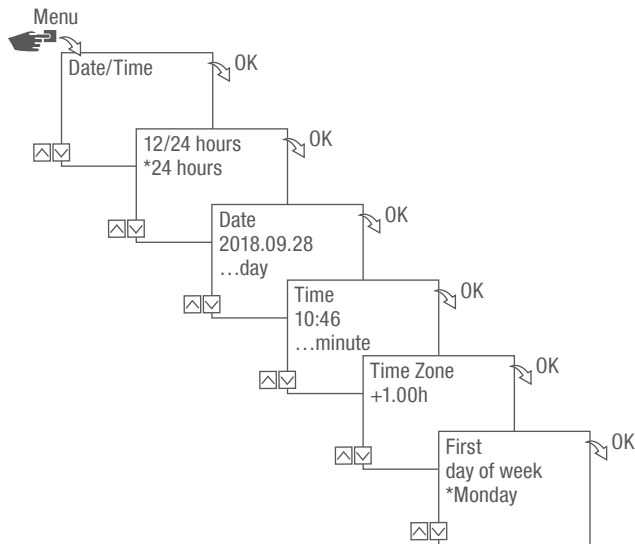 Menu
Date/Time
OK
12/24 hours
*24 hours
OK
Date
2018.09.28
…day
OK
Time
10:46
…minute
OK
Time Zone
+1.00h
OK
First
day of week
*Monday
OK